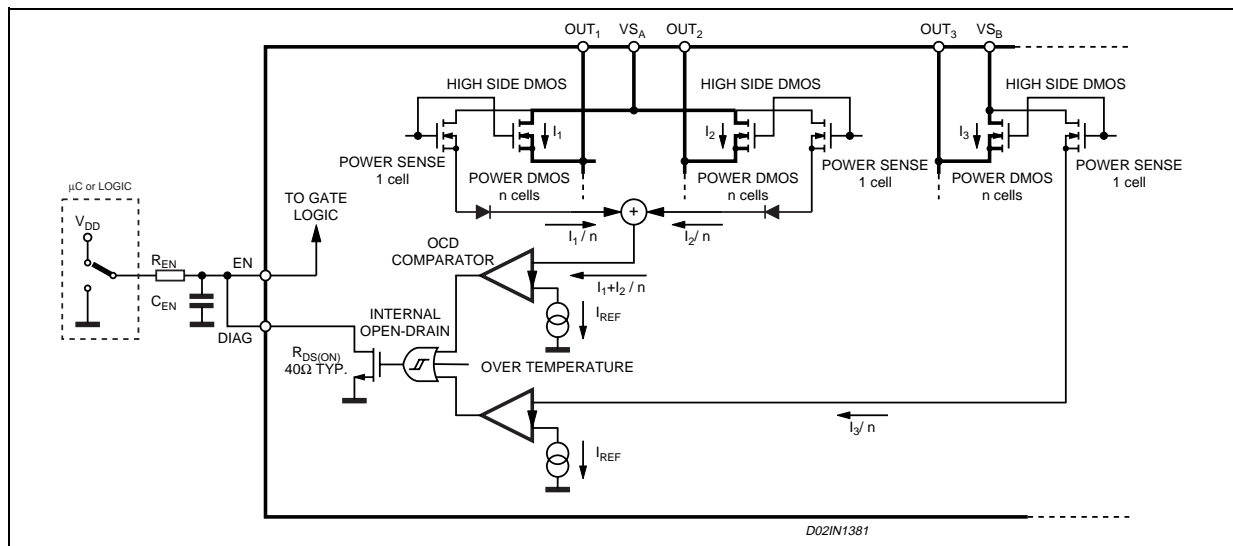 OUT1 VSA OUT2 OUT3 VSB
HIGH SIDE DMOS HIGH SIDE DMOS HIGH SIDE DMOS
I1 I2 I3
POWER SENSE
1 cell
POWER DMOS
n cells
POWER DMOS
n cells
POWER SENSE
1 cell
POWER DMOS
n cells
POWER SENSE
1 cell
μC or LOGIC
VDD
TO GATE
LOGIC
+
I1 / n I2/ n
OCD
COMPARATOR
REN EN
CEN
I1+I2 / n
IREF
INTERNAL
OPEN-DRAIN
DIAG
RDS(ON)
40Ω TYP.
OVER TEMPERATURE
I3/ n
IREF
D02IN1381